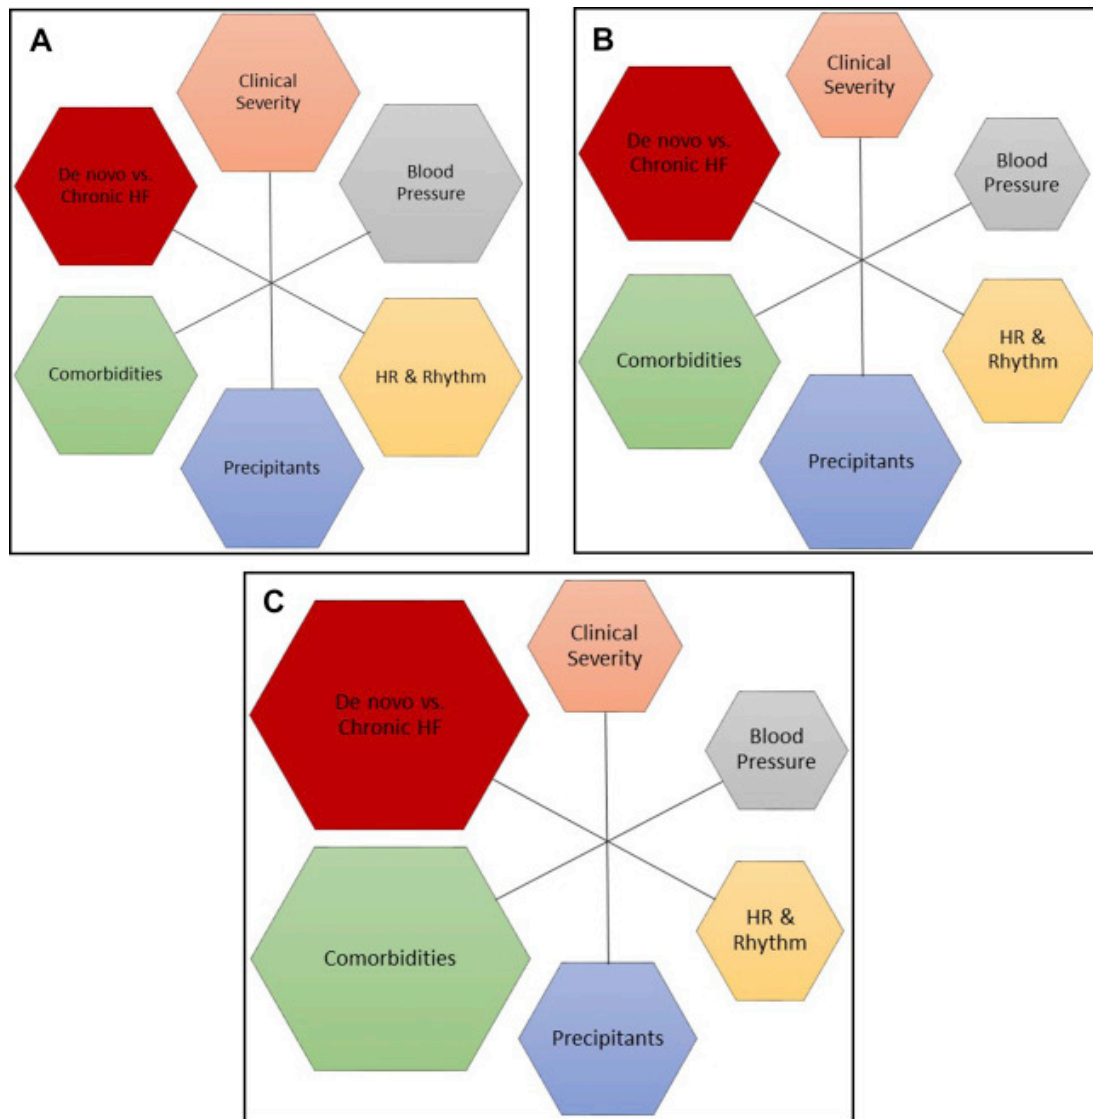 A
Clinical
Severity
De novo vs.
Chronic HF
Blood
Pressure
Comorbidities
HR & Rhythm
Precipitants
B
Clinical
Severity
De novo vs.
Chronic HF
Blood
Pressure
Comorbidities
HR &
Rhythm
Precipitants
C
Clinical
Severity
De novo vs.
Chronic HF
Blood
Pressure
Comorbidities
HR &
Rhythm
Precipitants